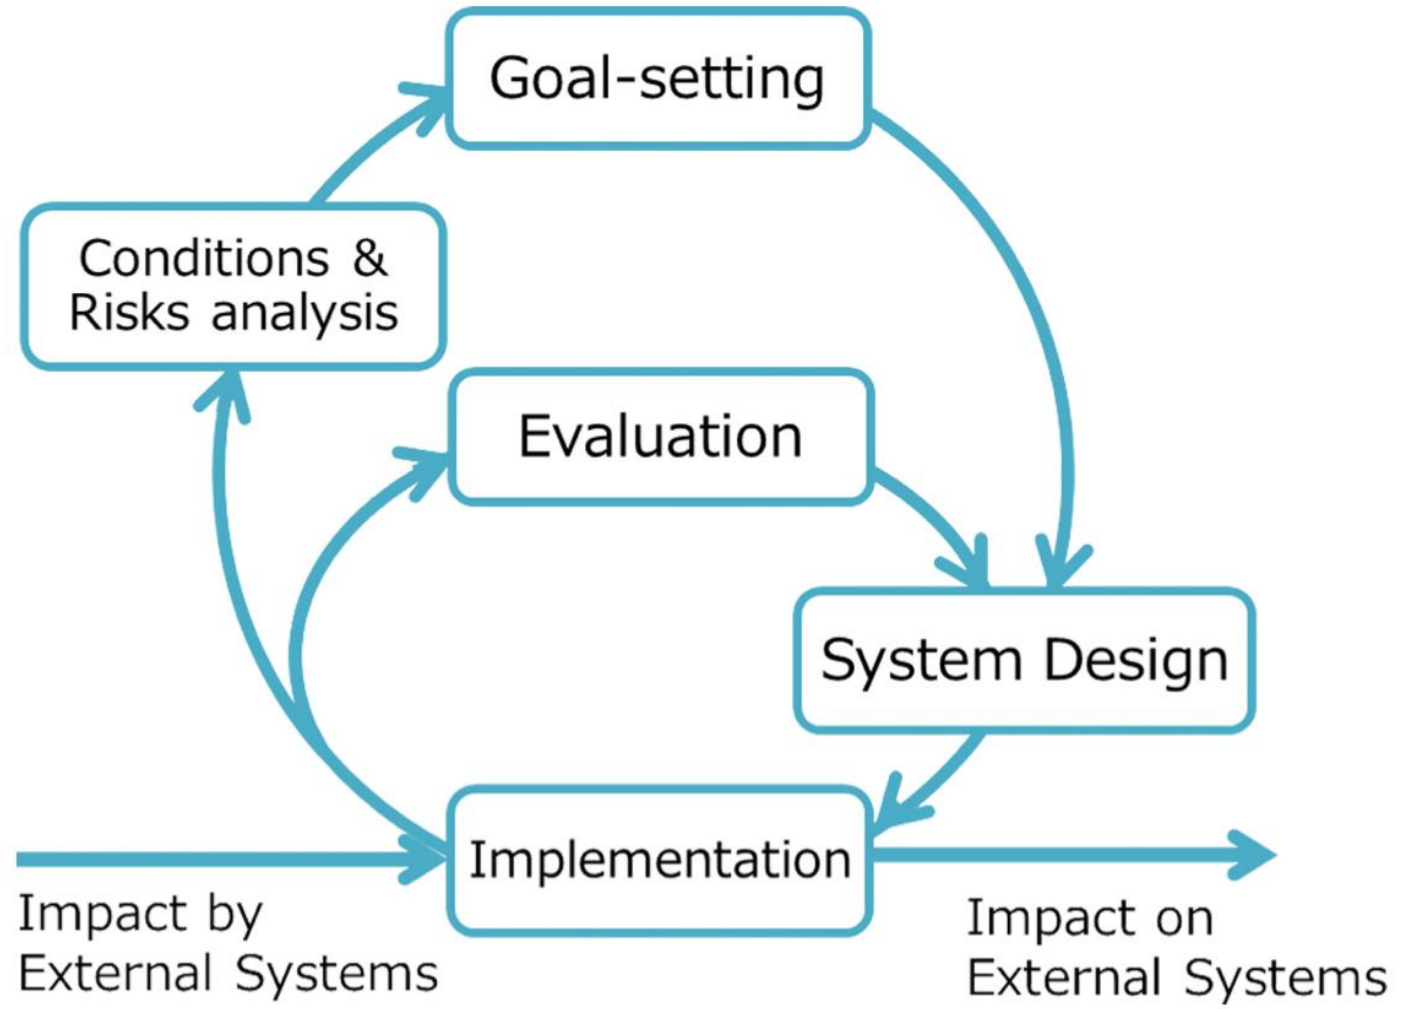 Goal-setting
Conditions &
Risks analysis
Evaluation
System Design
Implementation
Impact by
External Systems
Impact on
External Systems